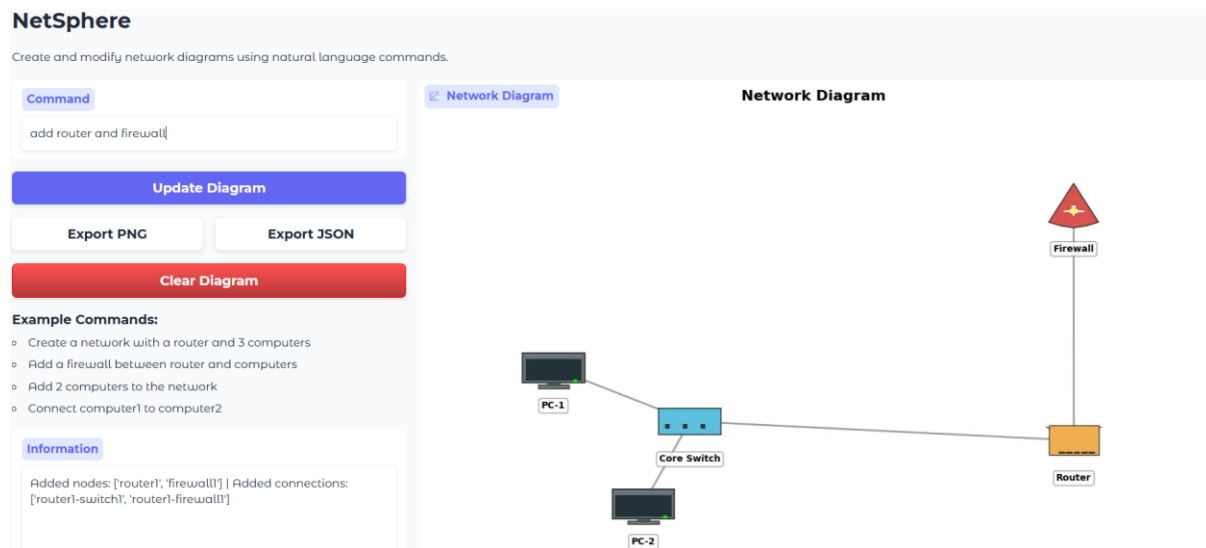 NetSphere
Create and modify network diagrams using natural language commands.
Command
add router and firewall
Update Diagram
Export PNG
Export JSON
Clear Diagram
Example Commands:
Create a network with a router and 3 computers
Add a firewall between router and computers
Add 2 computers to the network
Connect computer1 to computer2
Information
Added nodes: ['router1', 'firewall1'] | Added connections:
['router1-switch1', 'router1-firewall1']
Network Diagram
Network Diagram
Firewall
PC-1
Core Switch
Router
PC-2